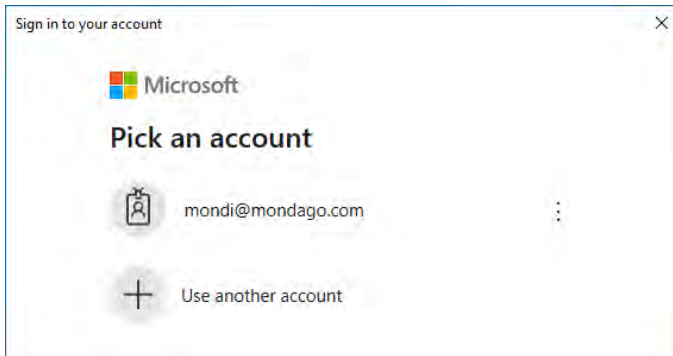 Sign in to your account
Microsoft
Pick an account
mondi@mondago.com
Use another account